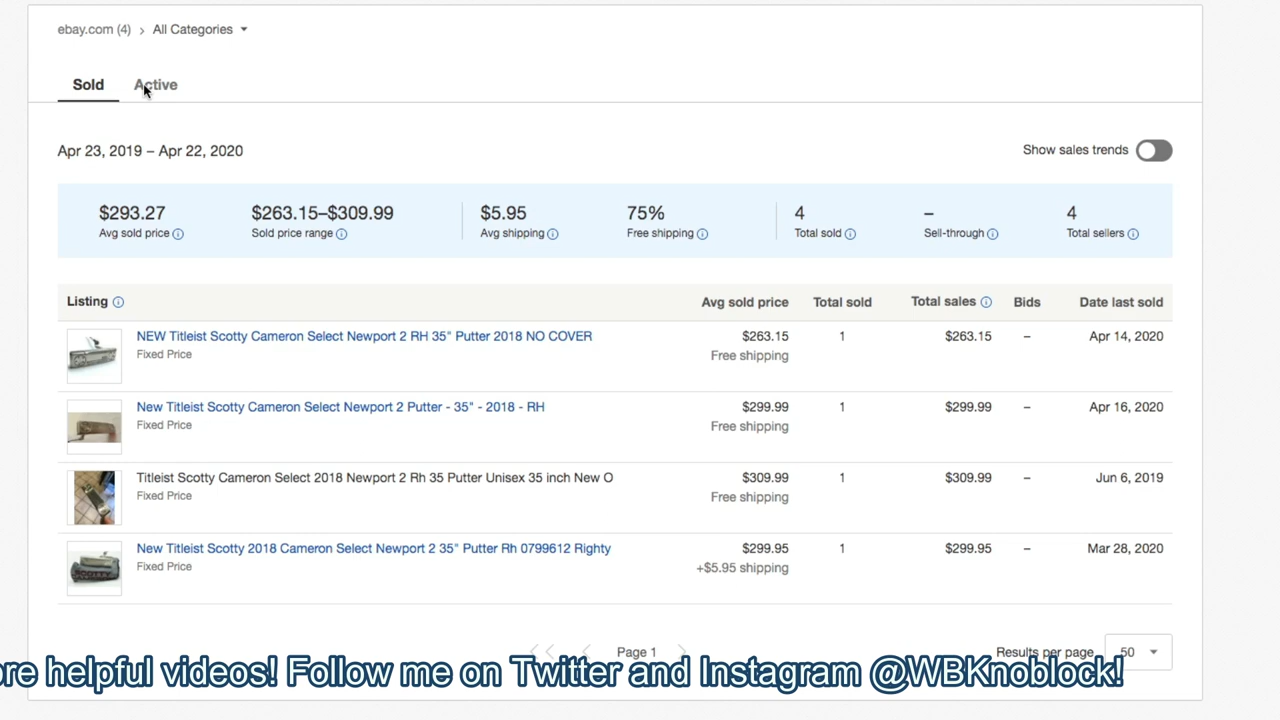 ebay.com (4) > All Categories
Sold Active
Apr 23, 2019 – Apr 22, 2020
Show sales trends
$293.27 $263.15–$309.99 $5.95 75% 4 – 4
Avg sold price Sold price range Avg shipping Free shipping Total sold Sell-through Total sellers
Listing Avg sold price Total sold Total sales Bids Date last sold
NEW Titleist Scotty Cameron Select Newport 2 RH 35" Putter 2018 NO COVER $263.15 1 $263.15 – Apr 14, 2020
Fixed Price Free shipping
New Titleist Scotty Cameron Select Newport 2 Putter - 35" - 2018 - RH $299.99 1 $299.99 – Apr 16, 2020
Fixed Price Free shipping
Titleist Scotty Cameron Select 2018 Newport 2 Rh 35 Putter Unisex 35 inch New O $309.99 1 $309.99 – Jun 6, 2019
Fixed Price Free shipping
New Titleist Scotty 2018 Cameron Select Newport 2 35" Putter Rh 0799612 Righty $299.95 1 $299.95 – Mar 28, 2020
Fixed Price +$5.95 shipping
Page 1 Results per page 50
ore helpful videos! Follow me on Twitter and Instagram @WBKnoblock!